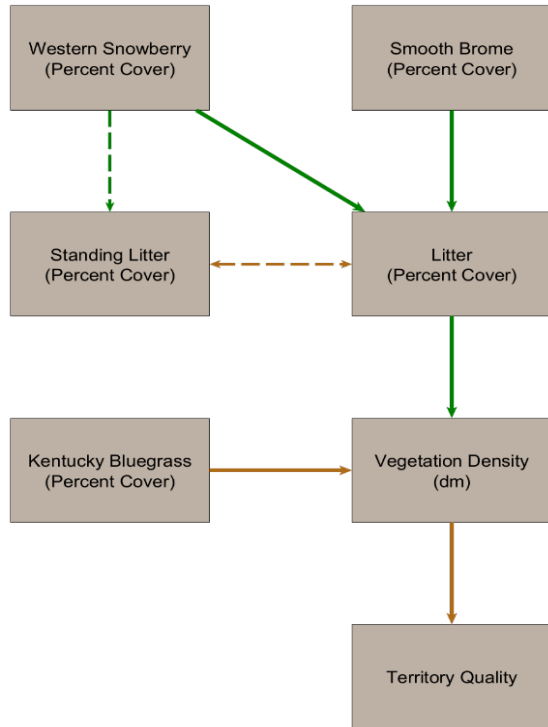 Western Snowberry
(Percent Cover)
Smooth Brome
(Percent Cover)
Standing Litter
(Percent Cover)
Litter
(Percent Cover)
Kentucky Bluegrass
(Percent Cover)
Vegetation Density
(dm)
Territory Quality